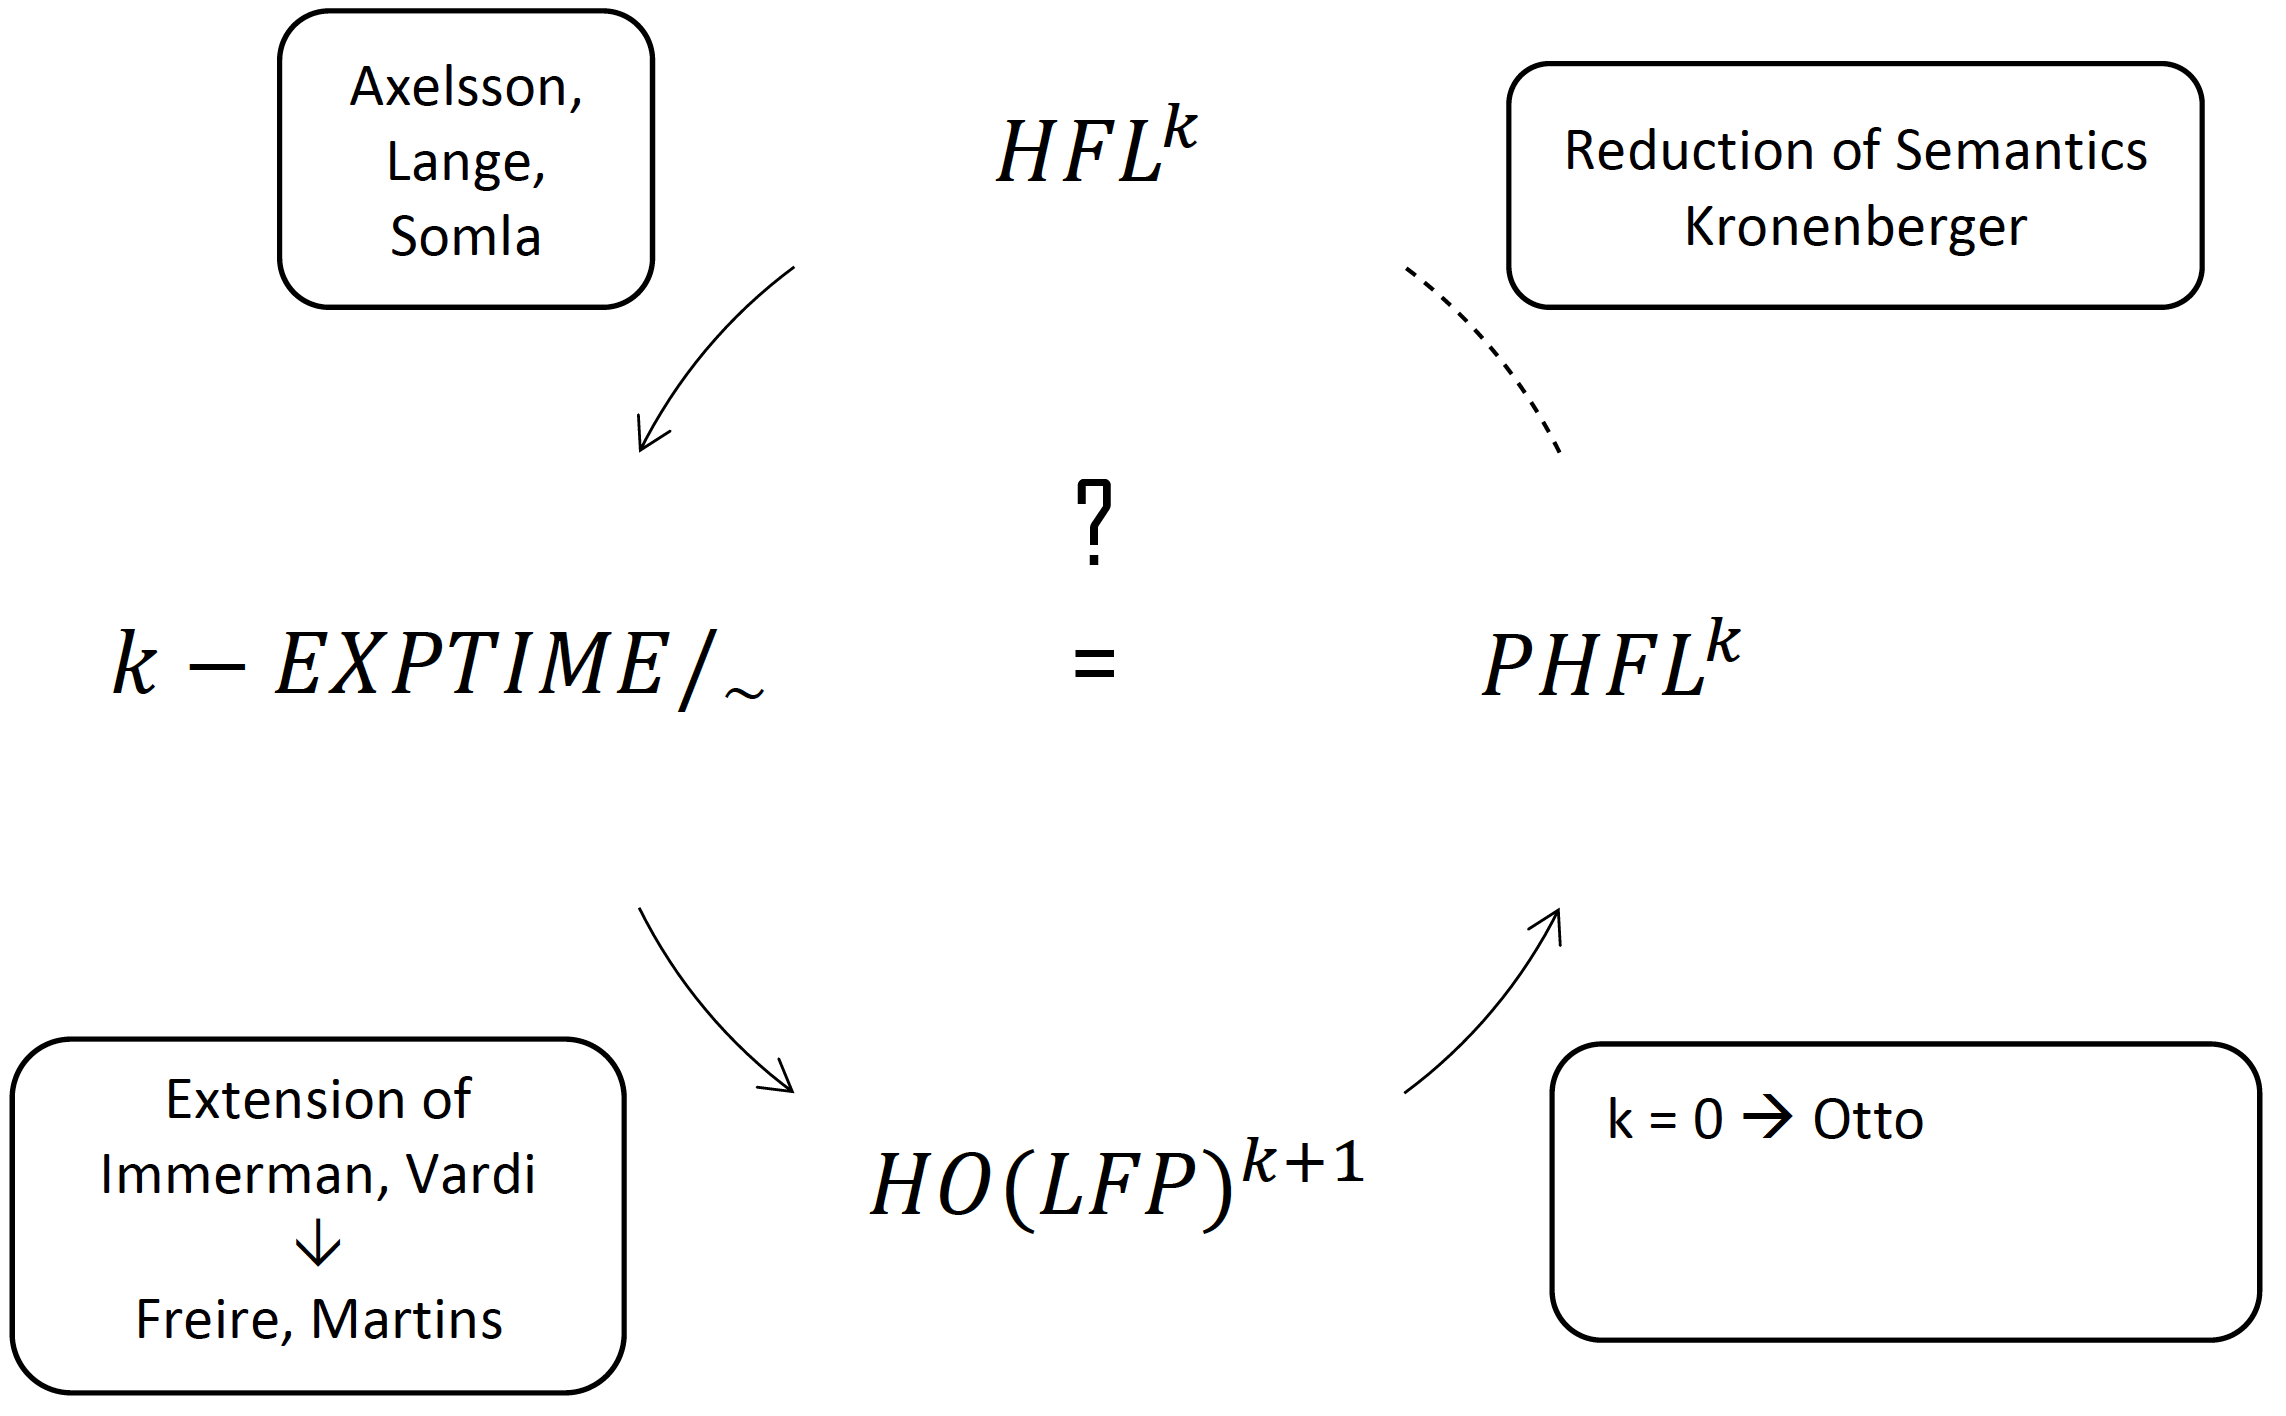 Axelsson,
Lange,
Somla
HFL^k
Reduction of Semantics
Kronenberger
?
k − EXPTIME/~
=
PHFL^k
Extension of
Immerman, Vardi
↓
Freire, Martins
HO(LFP)^{k+1}
k = 0 → Otto